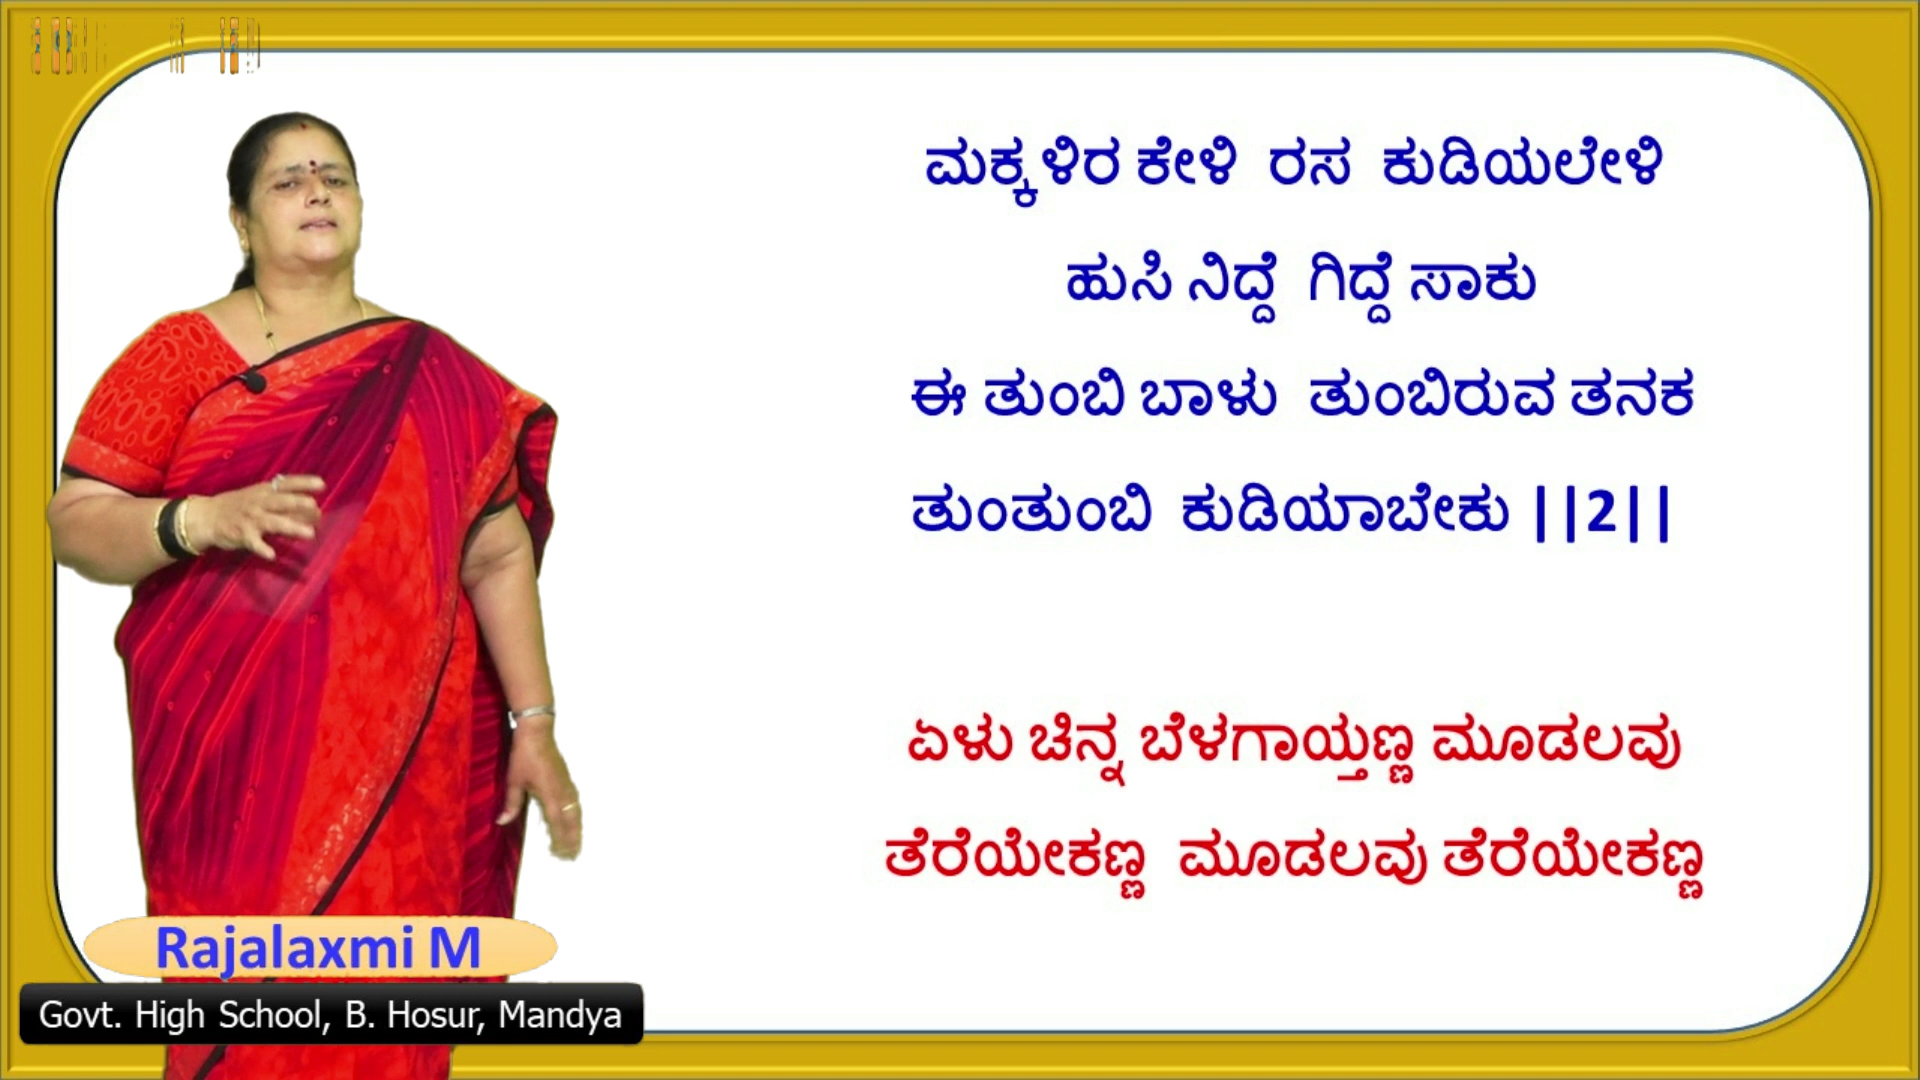 ಮಕ್ಕಳಿರ ಕೇಳಿ ರಸ ಕುಡಿಯಲೇಳಿ
ಹುಸಿ ನಿದ್ದೆ ಗಿದ್ದೆ ಸಾಕು
ಈ ತುಂಬಿ ಬಾಳು ತುಂಬಿರುವ ತನಕ
ತುಂತುಂಬಿ ಕುಡಿಯಾಬೇಕು ||2||
ಏಳು ಚಿನ್ನ ಬೆಳಗಾಯ್ತಣ್ಣ ಮೂಡಲವು
ತೆರೆಯೇಕಣ್ಣ ಮೂಡಲವು ತೆರೆಯೇಕಣ್ಣ
Rajalaxmi M
Govt. High School, B. Hosur, Mandya